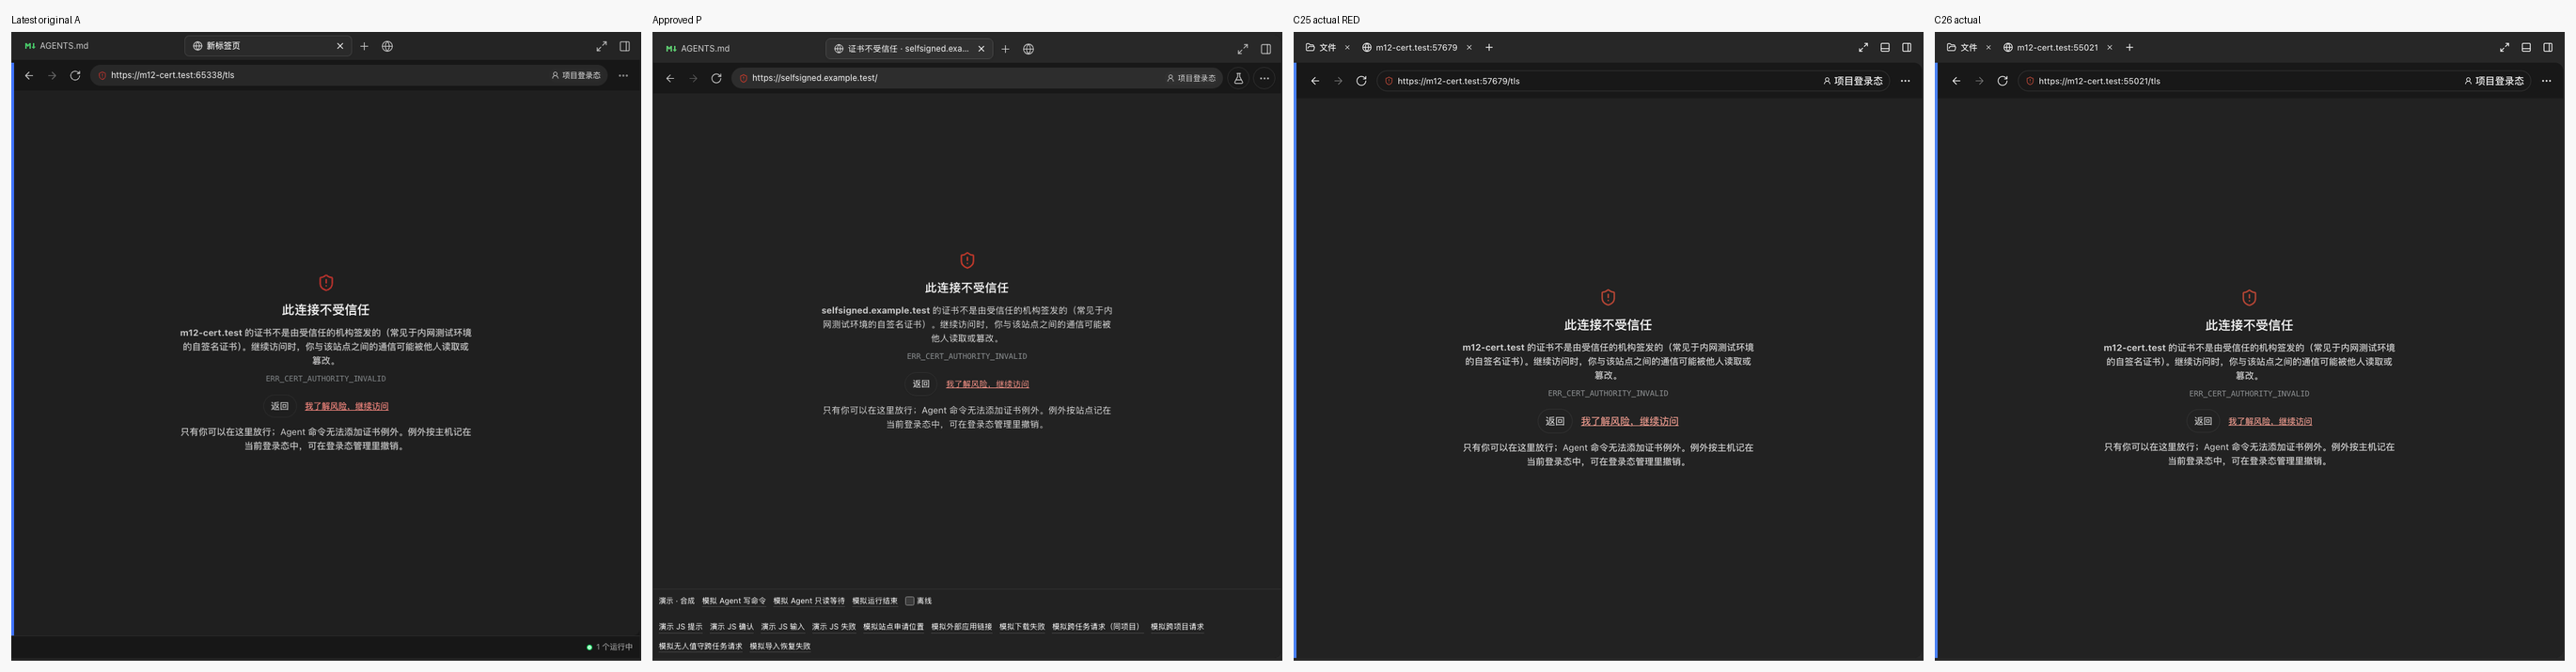 Latest original A
M↓ AGENTS.md
新标签页
https://m12-cert.test:65338/tls
项目登录态
此连接不受信任
m12-cert.test 的证书不是由受信任的机构签发的（常见于内网测试环境
的自签名证书）。继续访问时，你与该站点之间的通信可能被他人读取或
篡改。
ERR_CERT_AUTHORITY_INVALID
返回
我了解风险，继续访问
只有你可以在这里放行；Agent 命令无法添加证书例外。例外按主机记在
当前登录态中，可在登录态管理里撤销。
1 个运行中
Approved P
M↓ AGENTS.md
证书不受信任 · selfsigned.exa...
https://selfsigned.example.test/
项目登录态
此连接不受信任
selfsigned.example.test 的证书不是由受信任的机构签发的（常见于内
网测试环境的自签名证书）。继续访问时，你与该站点之间的通信可能被
他人读取或篡改。
ERR_CERT_AUTHORITY_INVALID
返回
我了解风险，继续访问
只有你可以在这里放行；Agent 命令无法添加证书例外。例外按站点记在
当前登录态中，可在登录态管理里撤销。
演示 · 合成 模拟 Agent 写命令 模拟 Agent 只读等待 模拟运行结束 离线
演示 JS 提示 演示 JS 确认 演示 JS 输入 演示 JS 失败 模拟站点申请位置 模拟外部应用链接 模拟下载失败 模拟跨任务请求（同项目） 模拟跨项目请求
模拟无人值守跨任务请求 模拟导入恢复失败
C25 actual RED
文件
m12-cert.test:57679
https://m12-cert.test:57679/tls
项目登录态
此连接不受信任
m12-cert.test 的证书不是由受信任的机构签发的（常见于内网测试环境
的自签名证书）。继续访问时，你与该站点之间的通信可能被他人读取或
篡改。
ERR_CERT_AUTHORITY_INVALID
返回
我了解风险，继续访问
只有你可以在这里放行；Agent 命令无法添加证书例外。例外按主机记在
当前登录态中，可在登录态管理里撤销。
C26 actual
文件
m12-cert.test:55021
https://m12-cert.test:55021/tls
项目登录态
此连接不受信任
m12-cert.test 的证书不是由受信任的机构签发的（常见于内网测试环境
的自签名证书）。继续访问时，你与该站点之间的通信可能被他人读取或
篡改。
ERR_CERT_AUTHORITY_INVALID
返回
我了解风险，继续访问
只有你可以在这里放行；Agent 命令无法添加证书例外。例外按主机记在
当前登录态中，可在登录态管理里撤销。